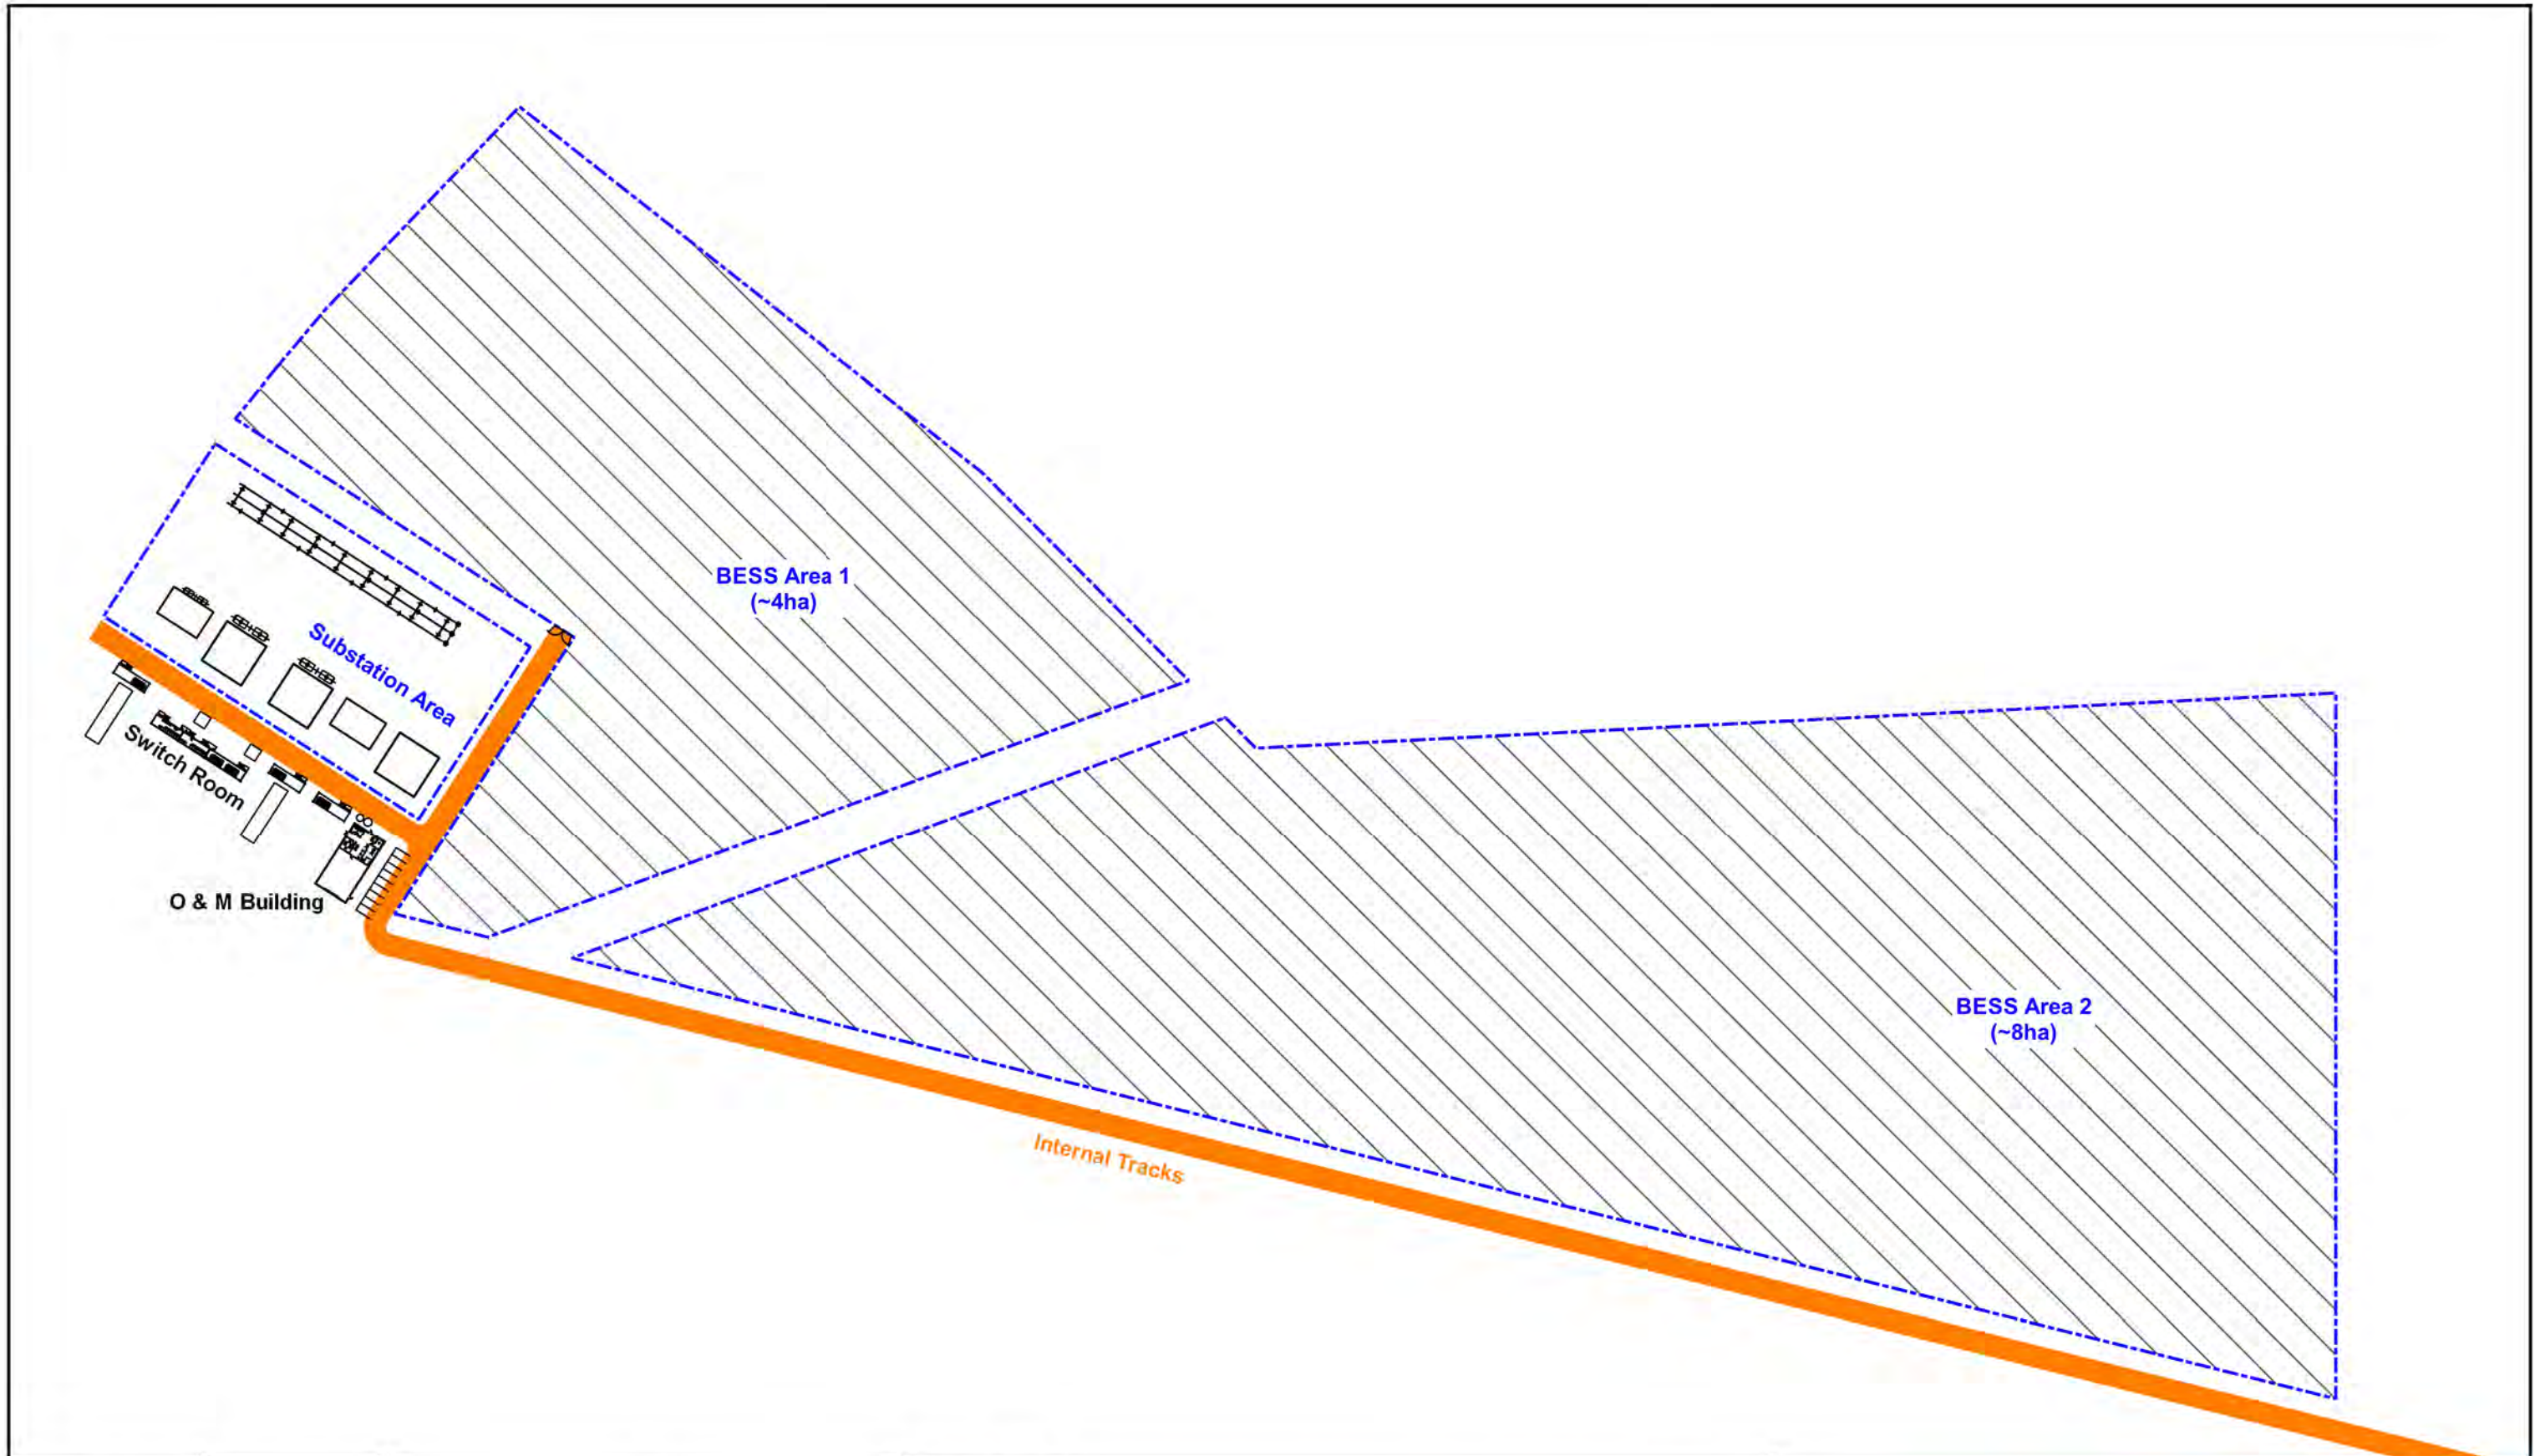 BESS Area 1
(~4ha)
Substation Area
Switch Room
O & M Building
BESS Area 2
(~8ha)
Internal Tracks